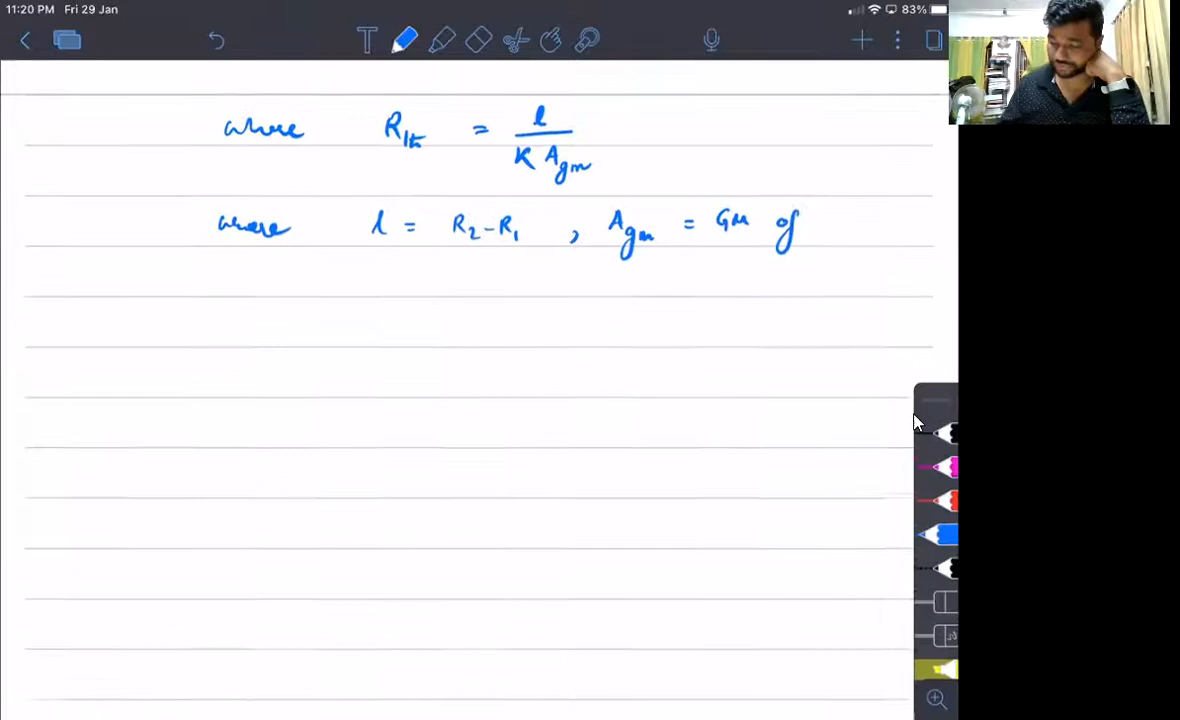 11:20 PM Fri 29 Jan 83%
where R_th = l / (K A_gm)
where l = R_2 - R_1 , A_gm = GM of